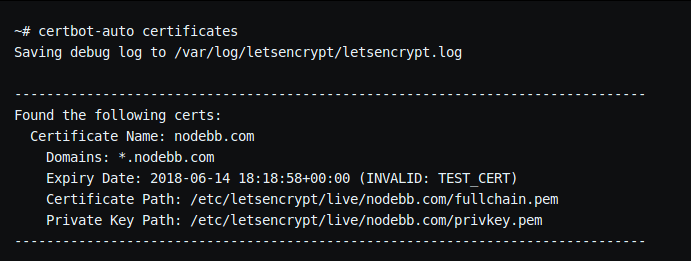 ~# certbot-auto certificates
Saving debug log to /var/log/letsencrypt/letsencrypt.log
-------------------------------------------------------------------------------
Found the following certs:
  Certificate Name: nodebb.com
    Domains: *.nodebb.com
    Expiry Date: 2018-06-14 18:18:58+00:00 (INVALID: TEST_CERT)
    Certificate Path: /etc/letsencrypt/live/nodebb.com/fullchain.pem
    Private Key Path: /etc/letsencrypt/live/nodebb.com/privkey.pem
-------------------------------------------------------------------------------